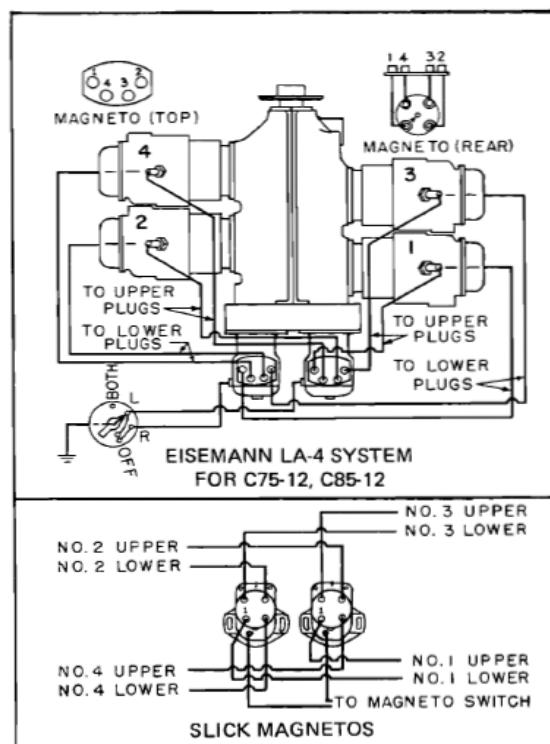 1 2
4 3
MAGNETO (TOP)
1 4 3 2
MAGNETO (REAR)
4
2
3
1
TO UPPER
PLUGS
TO LOWER
PLUGS
TO UPPER
PLUGS
TO LOWER
PLUGS
BOTH
L
R
OFF
EISEMANN LA-4 SYSTEM
FOR C75-12, C85-12
NO. 3 UPPER
NO. 3 LOWER
NO. 2 UPPER
NO. 2 LOWER
1
1
NO. 4 UPPER
NO. 4 LOWER
NO. 1 UPPER
NO. 1 LOWER
TO MAGNETO SWITCH
SLICK MAGNETOS